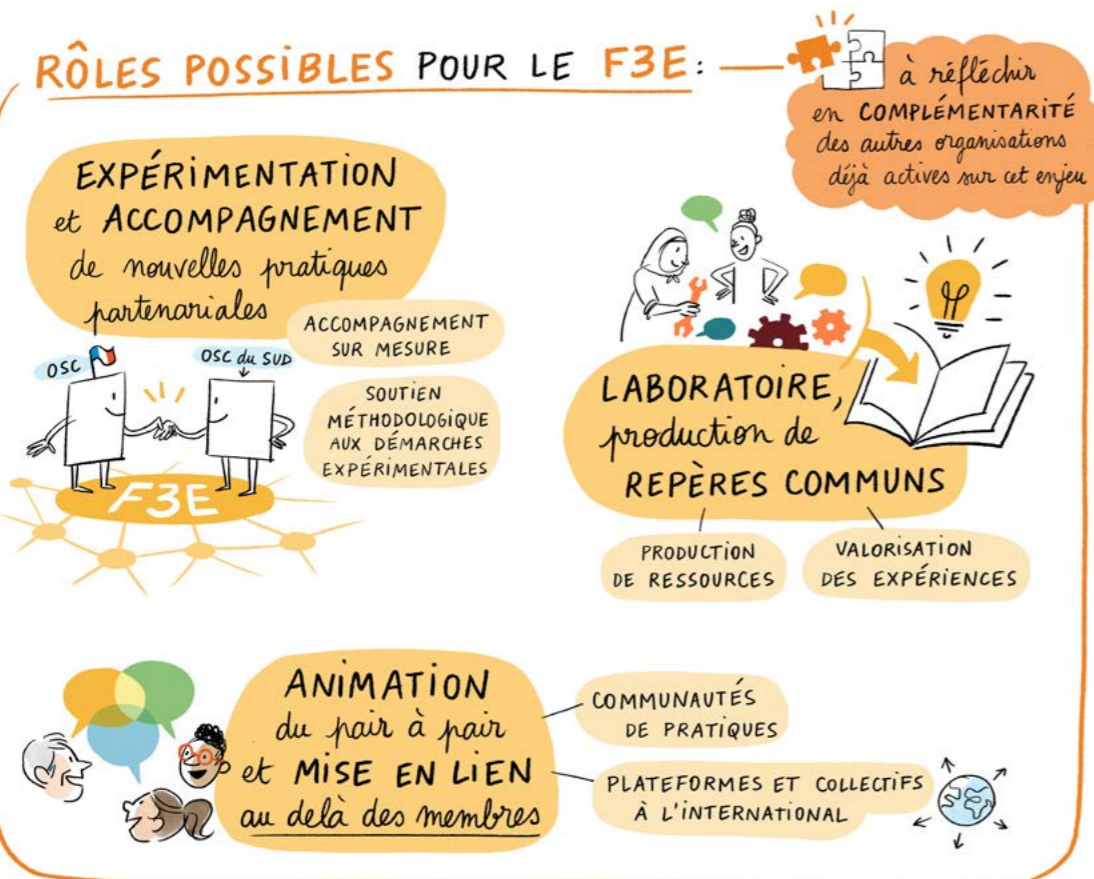 RÔLES POSSIBLES POUR LE F3E :
à réfléchir
en COMPLÉMENTARITÉ
des autres organisations
déjà actives sur cet enjeu
EXPÉRIMENTATION
et ACCOMPAGNEMENT
de nouvelles pratiques
partenariales
ACCOMPAGNEMENT
SUR MESURE
SOUTIEN
MÉTHODOLOGIQUE
AUX DÉMARCHES
EXPÉRIMENTALES
OSC
OSC du SUD
F3E
LABORATOIRE,
production de
REPÈRES COMMUNS
PRODUCTION
DE RESSOURCES
VALORISATION
DES EXPÉRIENCES
ANIMATION
du pair à pair
et MISE EN LIEN
au delà des membres
COMMUNAUTÉS
DE PRATIQUES
PLATEFORMES ET COLLECTIFS
À L'INTERNATIONAL